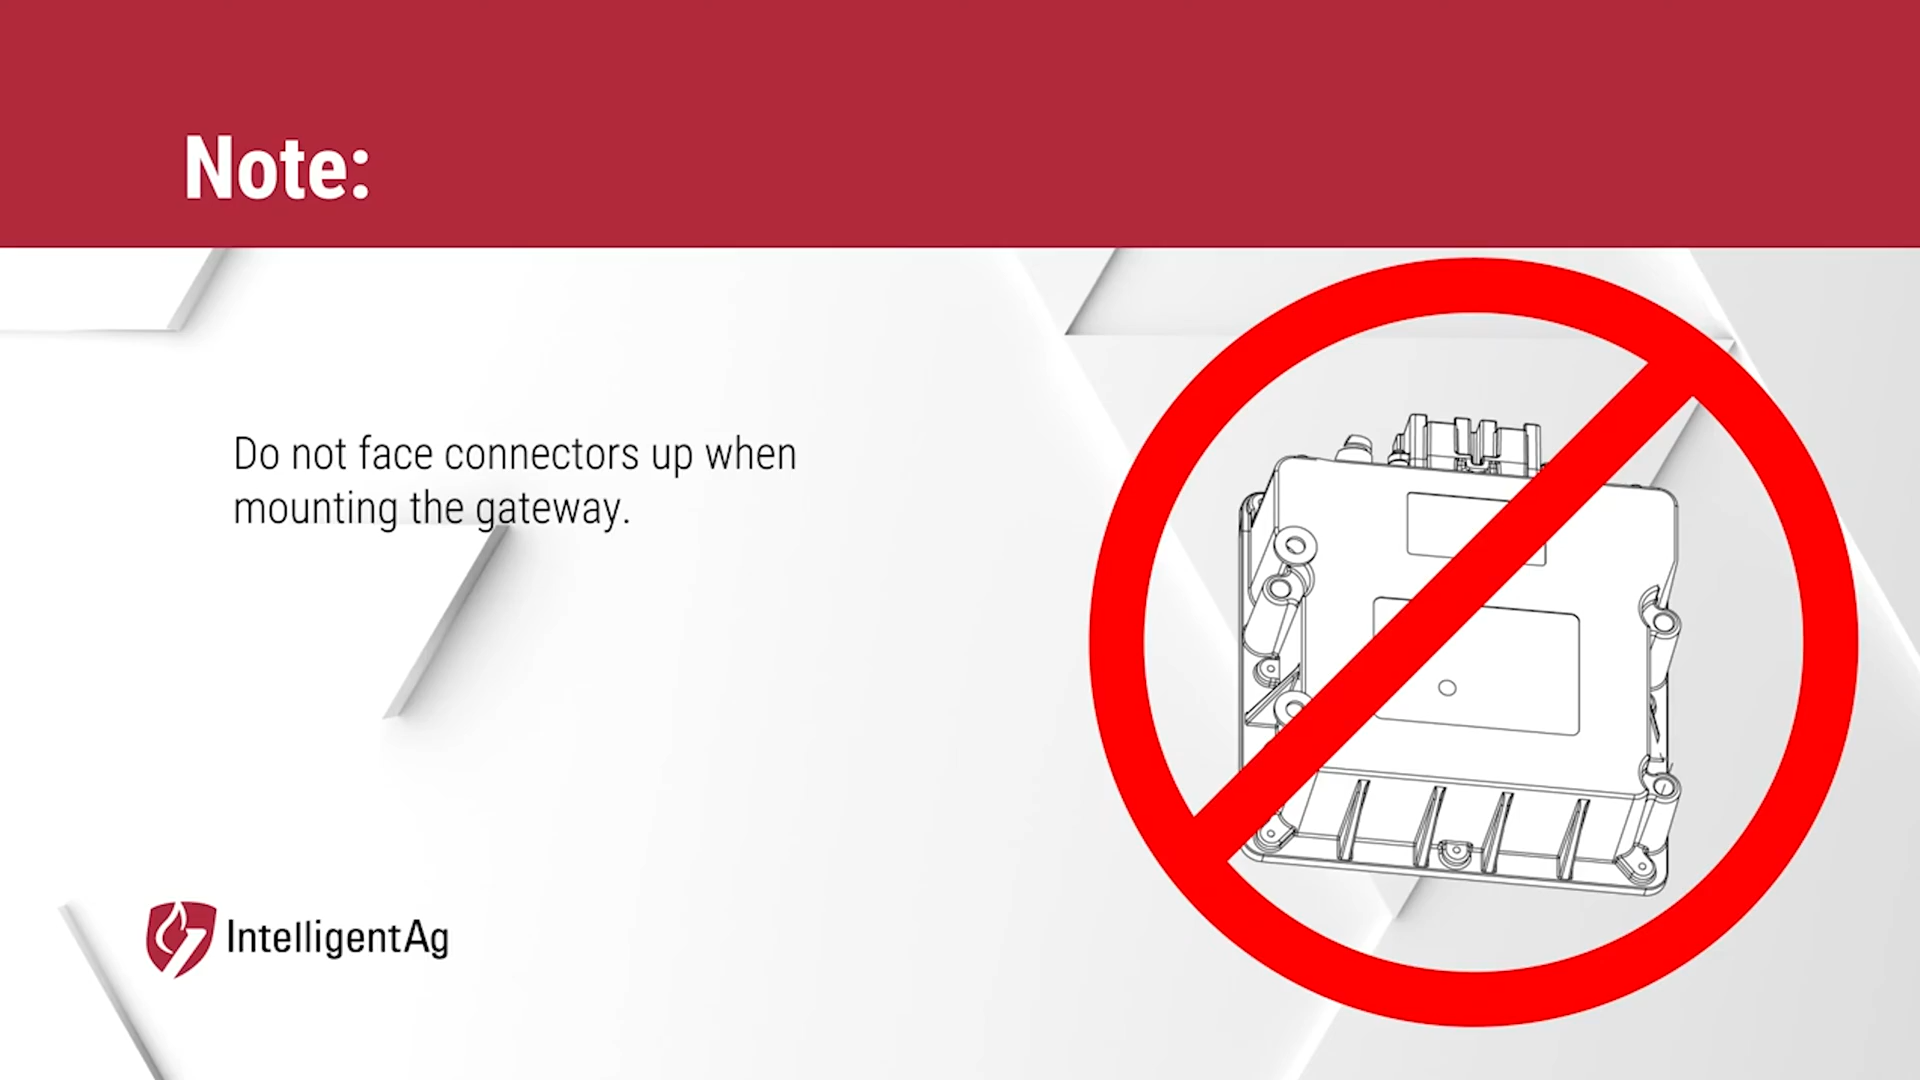 Note:
Do not face connectors up when
mounting the gateway.
IntelligentAg